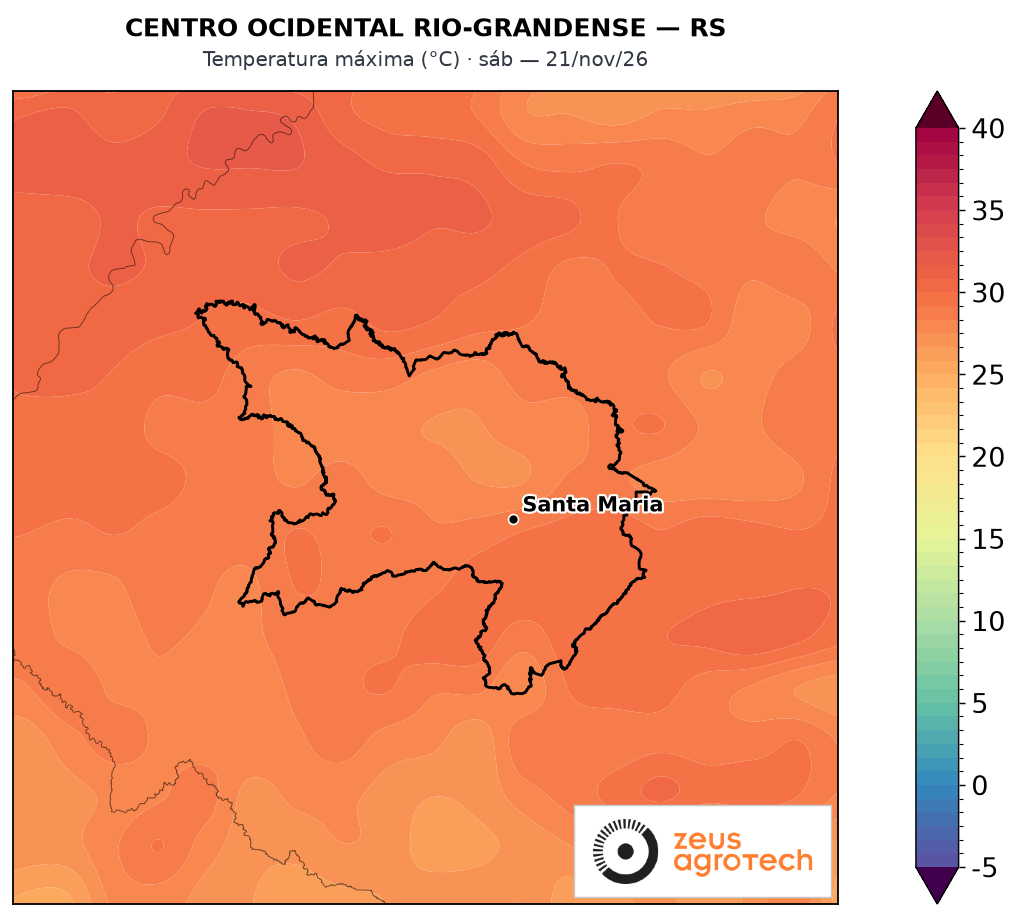 CENTRO OCIDENTAL RIO-GRANDENSE — RS
Temperatura máxima (°C) · sáb — 21/nov/26
Santa Maria
40
35
30
25
20
15
10
5
0
-5
zeus
agrotech